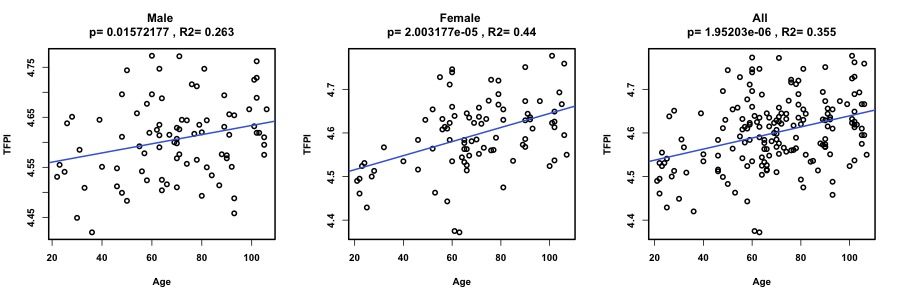 Male
p= 0.01572177 , R2= 0.263
TFPI
4.75
4.65
4.55
4.45
20 40 60 80 100
Age
Female
p= 2.003177e-05 , R2= 0.44
TFPI
4.7
4.6
4.5
4.4
20 40 60 80 100
Age
All
p= 1.95203e-06 , R2= 0.355
TFPI
4.7
4.6
4.5
4.4
20 40 60 80 100
Age